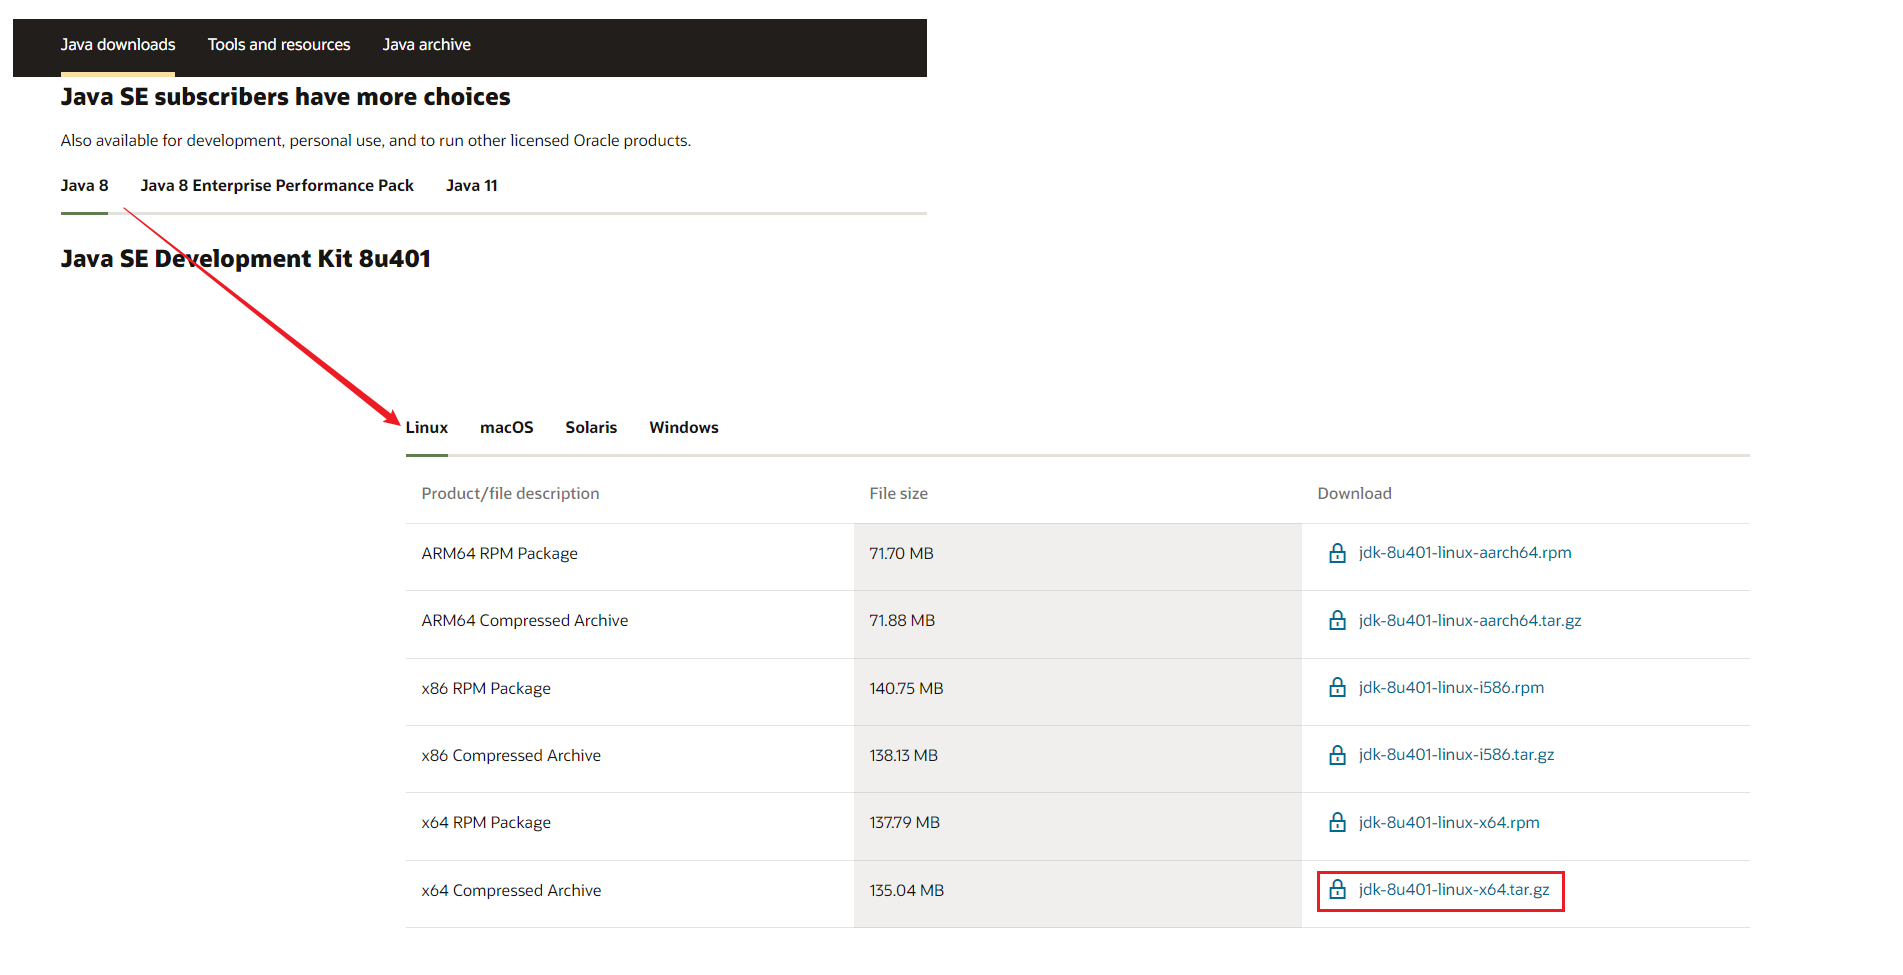 Java downloads Tools and resources Java archive
Java SE subscribers have more choices
Also available for development, personal use, and to run other licensed Oracle products.
Java 8 Java 8 Enterprise Performance Pack Java 11
Java SE Development Kit 8u401
Linux macOS Solaris Windows
Product/file description File size Download
ARM64 RPM Package 71.70 MB jdk-8u401-linux-aarch64.rpm
ARM64 Compressed Archive 71.88 MB jdk-8u401-linux-aarch64.tar.gz
x86 RPM Package 140.75 MB jdk-8u401-linux-i586.rpm
x86 Compressed Archive 138.13 MB jdk-8u401-linux-i586.tar.gz
x64 RPM Package 137.79 MB jdk-8u401-linux-x64.rpm
x64 Compressed Archive 135.04 MB jdk-8u401-linux-x64.tar.gz